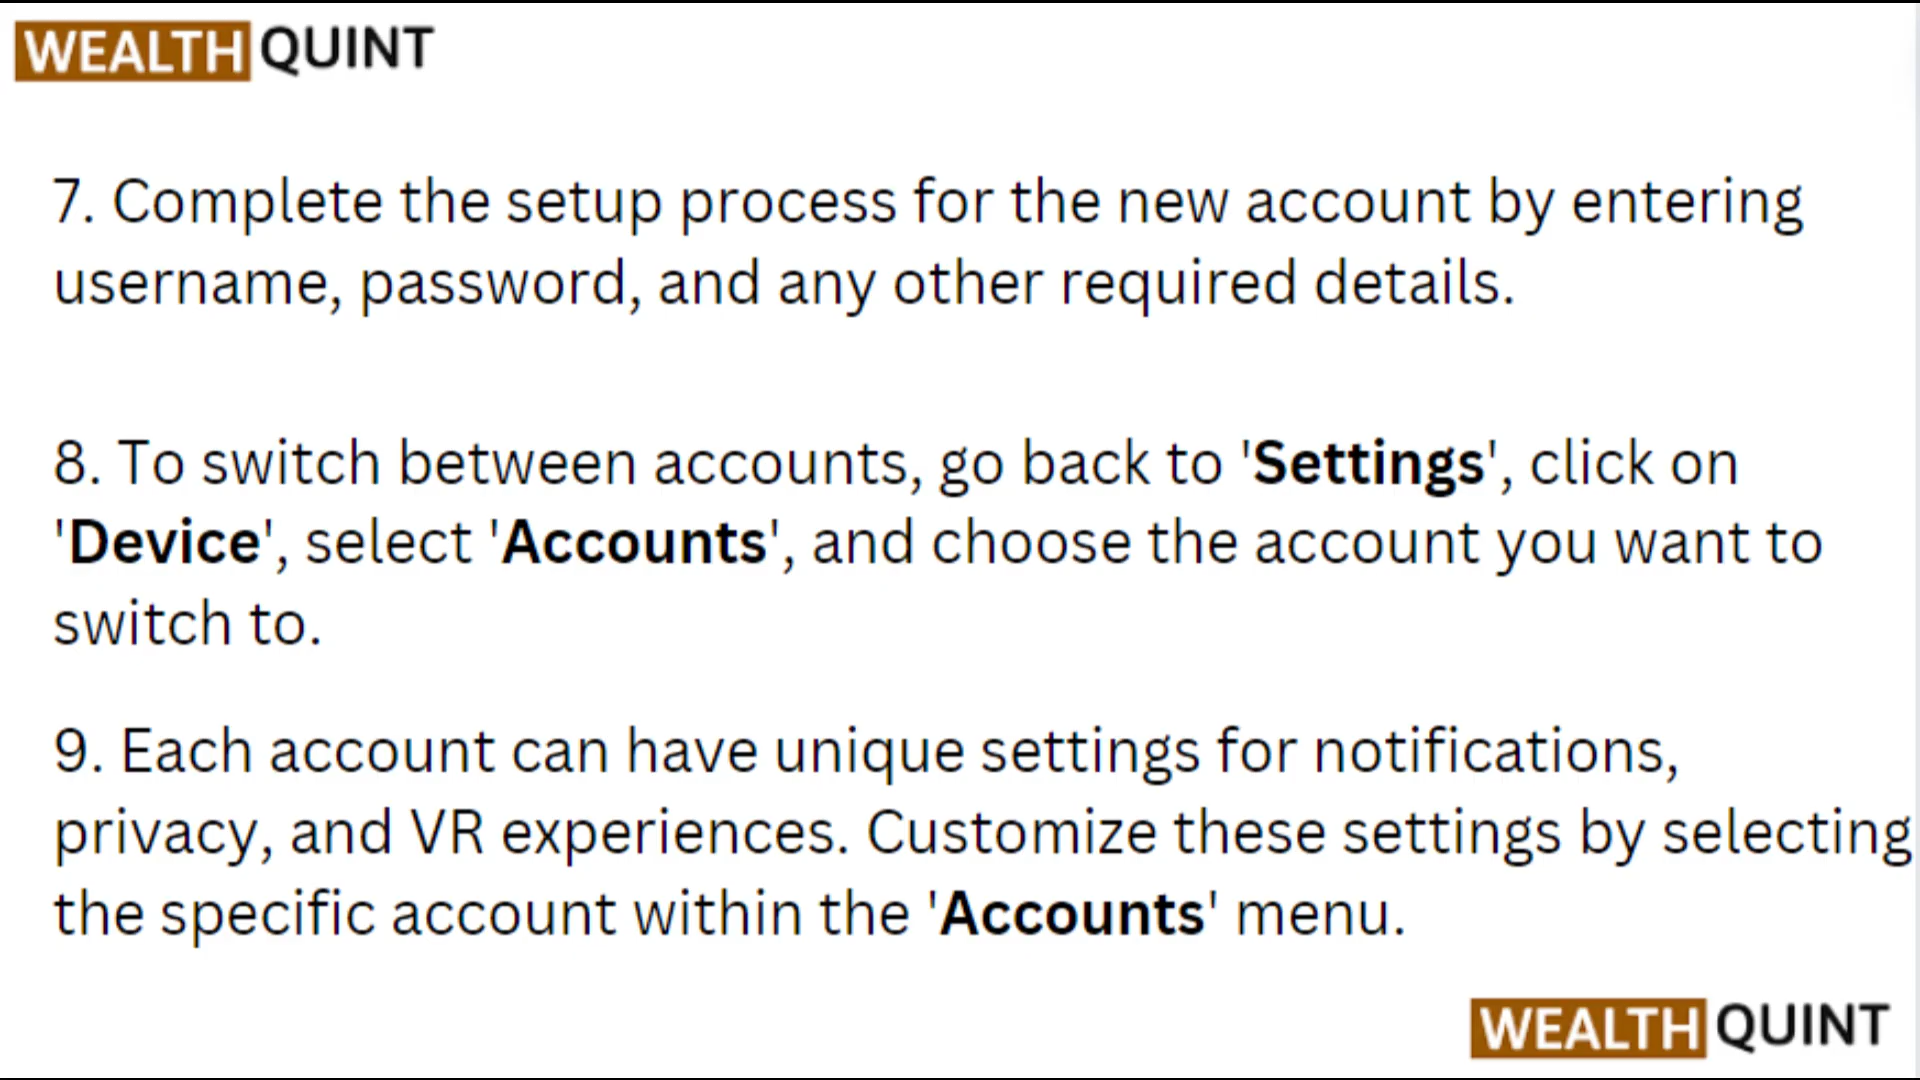 WEALTH QUINT
7. Complete the setup process for the new account by entering
username, password, and any other required details.
8. To switch between accounts, go back to 'Settings', click on
'Device', select 'Accounts', and choose the account you want to
switch to.
9. Each account can have unique settings for notifications,
privacy, and VR experiences. Customize these settings by selecting
the specific account within the 'Accounts' menu.
WEALTH QUINT